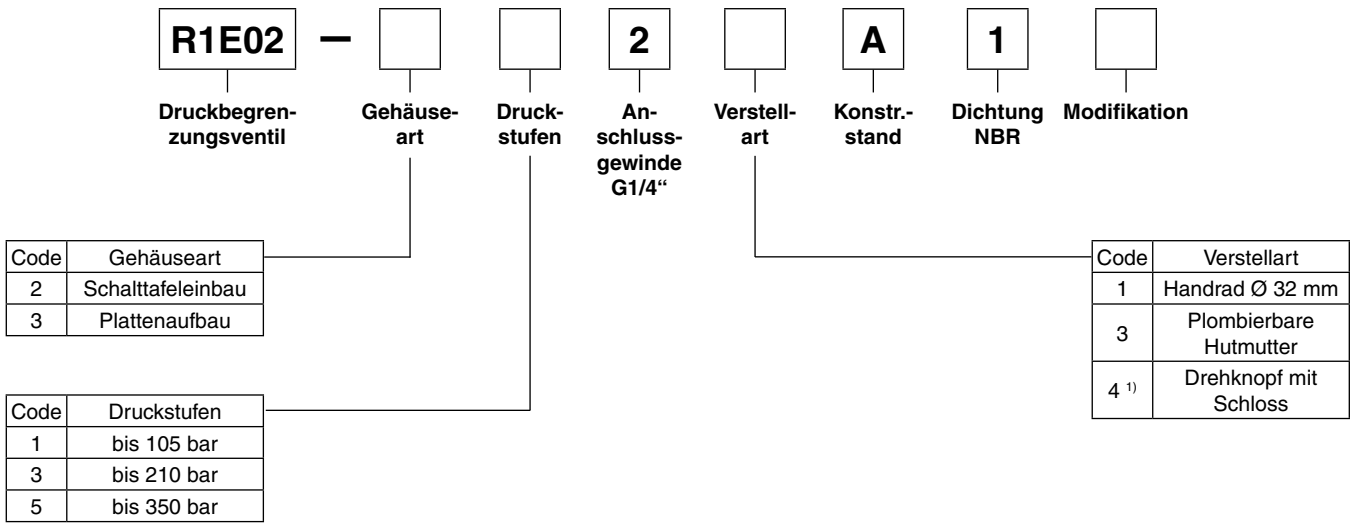 R1E02 – 2 A 1
Druckbegren-
zungsventil
Gehäuse-
art
Druck-
stufen
An-
schluss-
gewinde
G1/4“
Verstell-
art
Konstr.-
stand
Dichtung
NBR
Modifikation
Code Gehäuseart
2 Schalttafeleinbau
3 Plattenaufbau
Code Druckstufen
1 bis 105 bar
3 bis 210 bar
5 bis 350 bar
Code Verstellart
1 Handrad Ø 32 mm
3 Plombierbare
Hutmutter
4 1) Drehknopf mit
Schloss